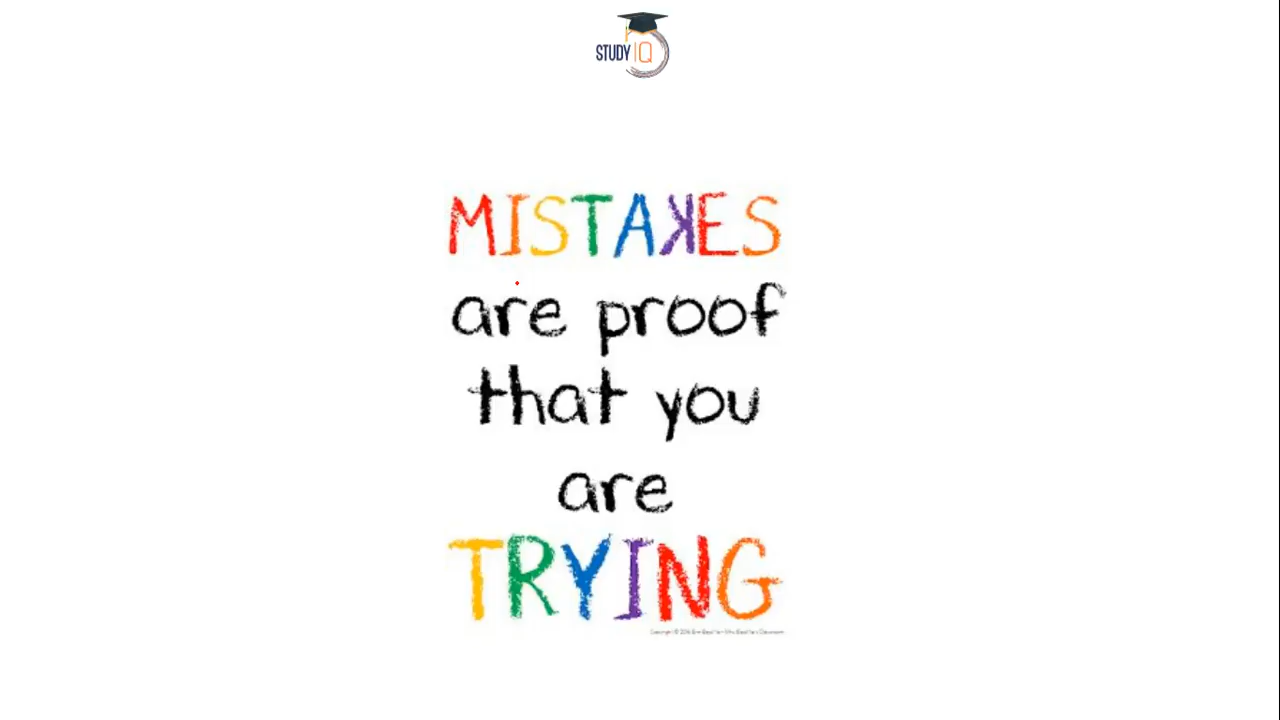 STUDY IQ
MISTAKES
are proof
that you
are
TRYING